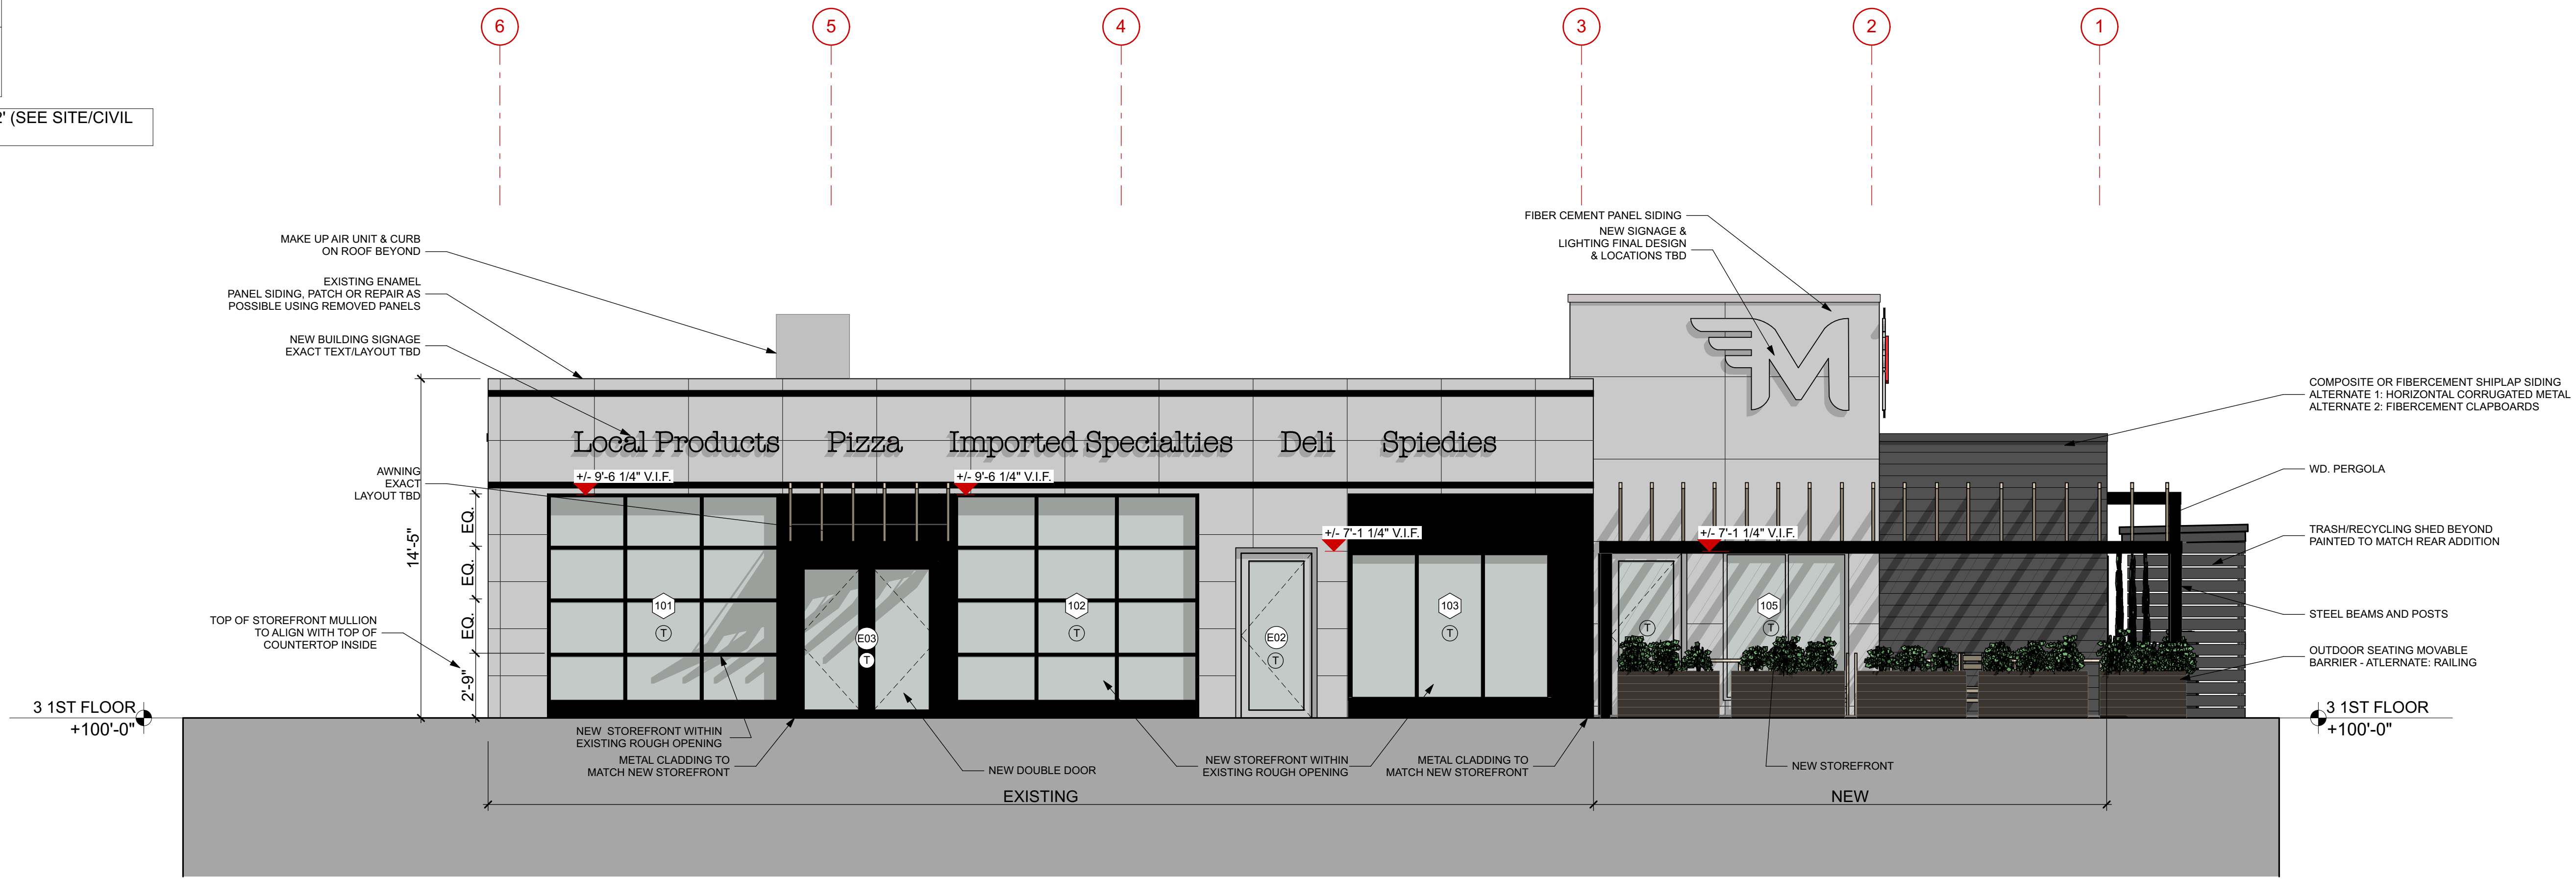 6
5
4
3
2
1
2' (SEE SITE/CIVIL
FIBER CEMENT PANEL SIDING
NEW SIGNAGE &
LIGHTING FINAL DESIGN
& LOCATIONS TBD
MAKE UP AIR UNIT & CURB
ON ROOF BEYOND
EXISTING ENAMEL
PANEL SIDING, PATCH OR REPAIR AS
POSSIBLE USING REMOVED PANELS
NEW BUILDING SIGNAGE
EXACT TEXT/LAYOUT TBD
M
COMPOSITE OR FIBERCEMENT SHIPLAP SIDING
ALTERNATE 1: HORIZONTAL CORRUGATED METAL
ALTERNATE 2: FIBERCEMENT CLAPBOARDS
Local Products Pizza Imported Specialties Deli Spiedies
AWNING
EXACT
LAYOUT TBD
+/- 9'-6 1/4" V.I.F.
+/- 9'-6 1/4" V.I.F.
+/- 7'-1 1/4" V.I.F.
+/- 7'-1 1/4" V.I.F.
WD. PERGOLA
TRASH/RECYCLING SHED BEYOND
PAINTED TO MATCH REAR ADDITION
14'-5"
EQ.
EQ.
EQ.
2'-9"
101
T
E03
T
102
T
E02
T
103
T
T
105
T
STEEL BEAMS AND POSTS
TOP OF STOREFRONT MULLION
TO ALIGN WITH TOP OF
COUNTERTOP INSIDE
OUTDOOR SEATING MOVABLE
BARRIER - ATLERNATE: RAILING
3 1ST FLOOR
+100'-0"
3 1ST FLOOR
+100'-0"
NEW STOREFRONT WITHIN
EXISTING ROUGH OPENING
METAL CLADDING TO
MATCH NEW STOREFRONT
NEW DOUBLE DOOR
NEW STOREFRONT WITHIN
EXISTING ROUGH OPENING
METAL CLADDING TO
MATCH NEW STOREFRONT
NEW STOREFRONT
EXISTING
NEW